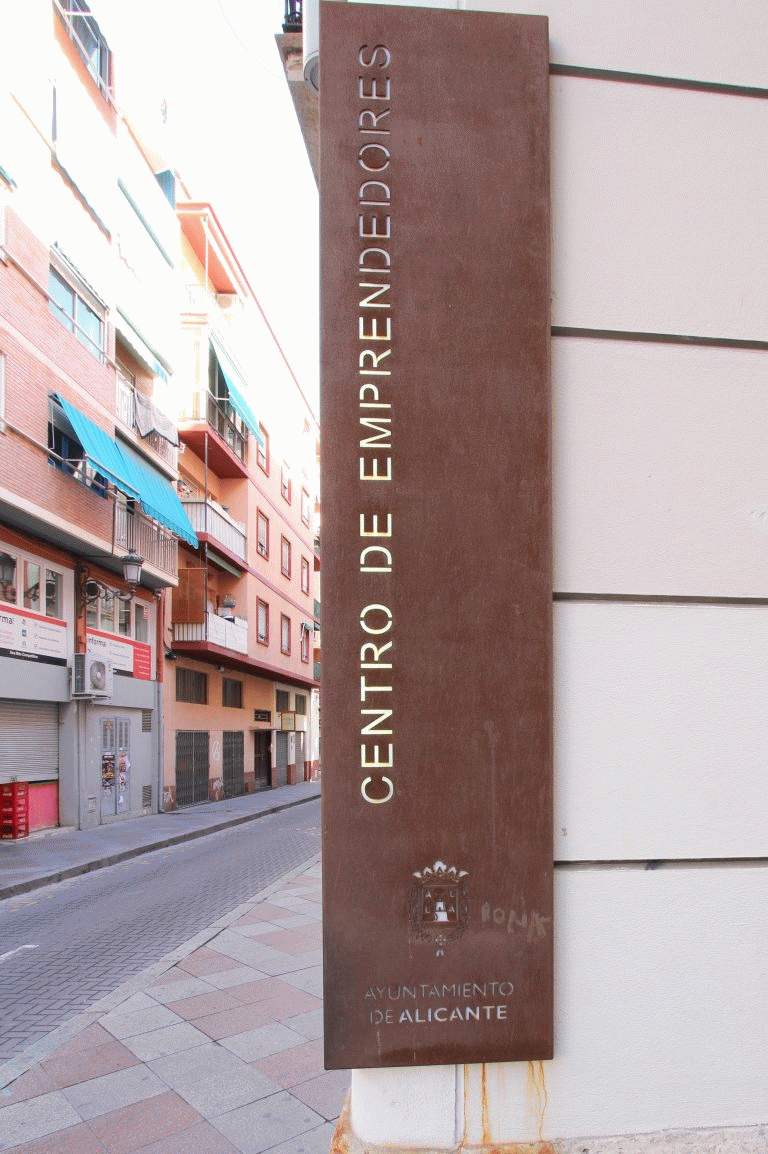 CENTRO DE EMPRENDEDORES
AYUNTAMIENTO
DE ALICANTE